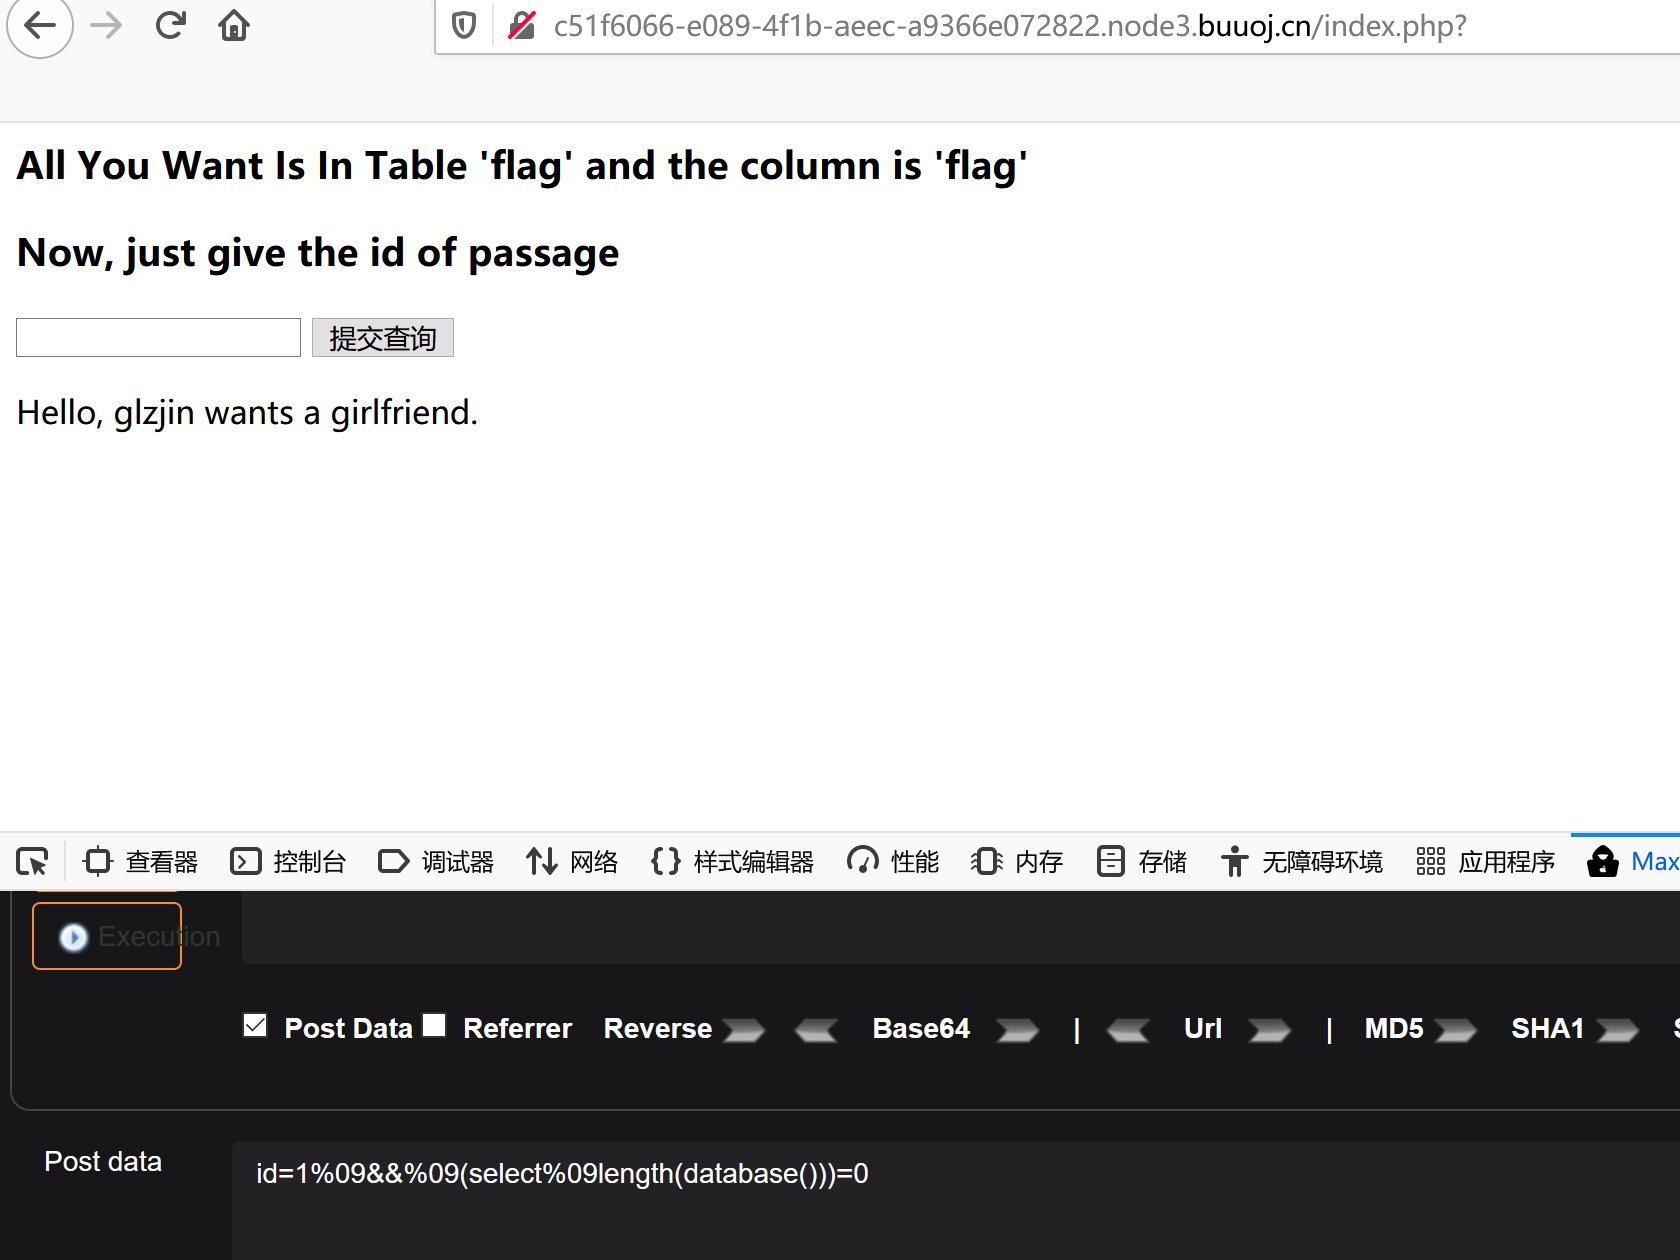 c51f6066-e089-4f1b-aeec-a9366e072822.node3.buuoj.cn/index.php?
All You Want Is In Table 'flag' and the column is 'flag'
Now, just give the id of passage
提交查询
Hello, glzjin wants a girlfriend.
查看器 控制台 调试器 网络 {} 样式编辑器 性能 内存 存储 无障碍环境 应用程序 Max
Execution
Post Data Referrer Reverse Base64 | Url | MD5 SHA1 S
Post data
id=1%09&&%09(select%09length(database()))=0